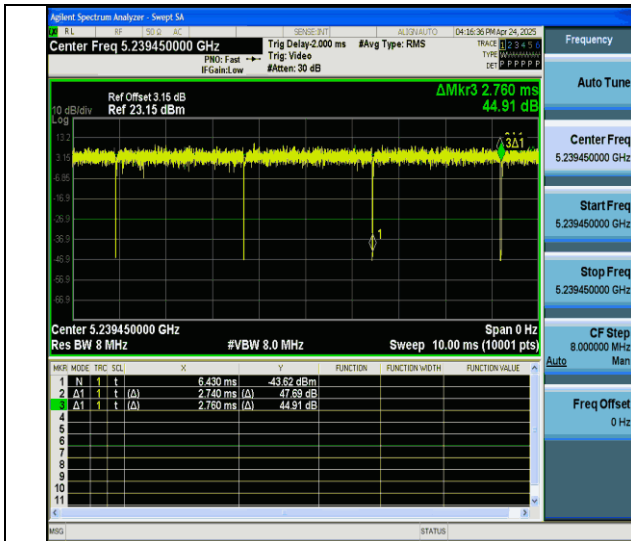 Agilent Spectrum Analyzer - Swept SA
RL RF 50 Ω AC SENSE:INT ALIGN AUTO 04:16:36 PM Apr 24, 2025
Center Freq 5.239450000 GHz
Trig Delay-2.000 ms #Avg Type: RMS
TRACE 1 2 3 4 5 6
PNO: Fast Trig: Video
TYPE
IFGain:Low #Atten: 30 dB
DET P P P P P P
ΔMkr3 2.760 ms
44.91 dB
Ref Offset 3.15 dB
10 dB/div Ref 23.15 dBm
Log
13.2
3.15
-6.85
-16.9
-26.9
-36.9
-46.9
-56.9
-66.9
3Δ1
1
Center 5.239450000 GHz Span 0 Hz
Res BW 8 MHz #VBW 8.0 MHz Sweep 10.00 ms (10001 pts)
MKR MODE TRC SCL X Y FUNCTION FUNCTION WIDTH FUNCTION VALUE
1 N 1 t 6.430 ms -43.62 dBm
2 Δ1 1 t (Δ) 2.740 ms (Δ) 47.69 dB
3 Δ1 1 t (Δ) 2.760 ms (Δ) 44.91 dB
4
5
6
7
8
9
10
11
MSG STATUS
Frequency
Auto Tune
Center Freq
5.239450000 GHz
Start Freq
5.239450000 GHz
Stop Freq
5.239450000 GHz
CF Step
8.000000 MHz
Auto Man
Freq Offset
0 Hz